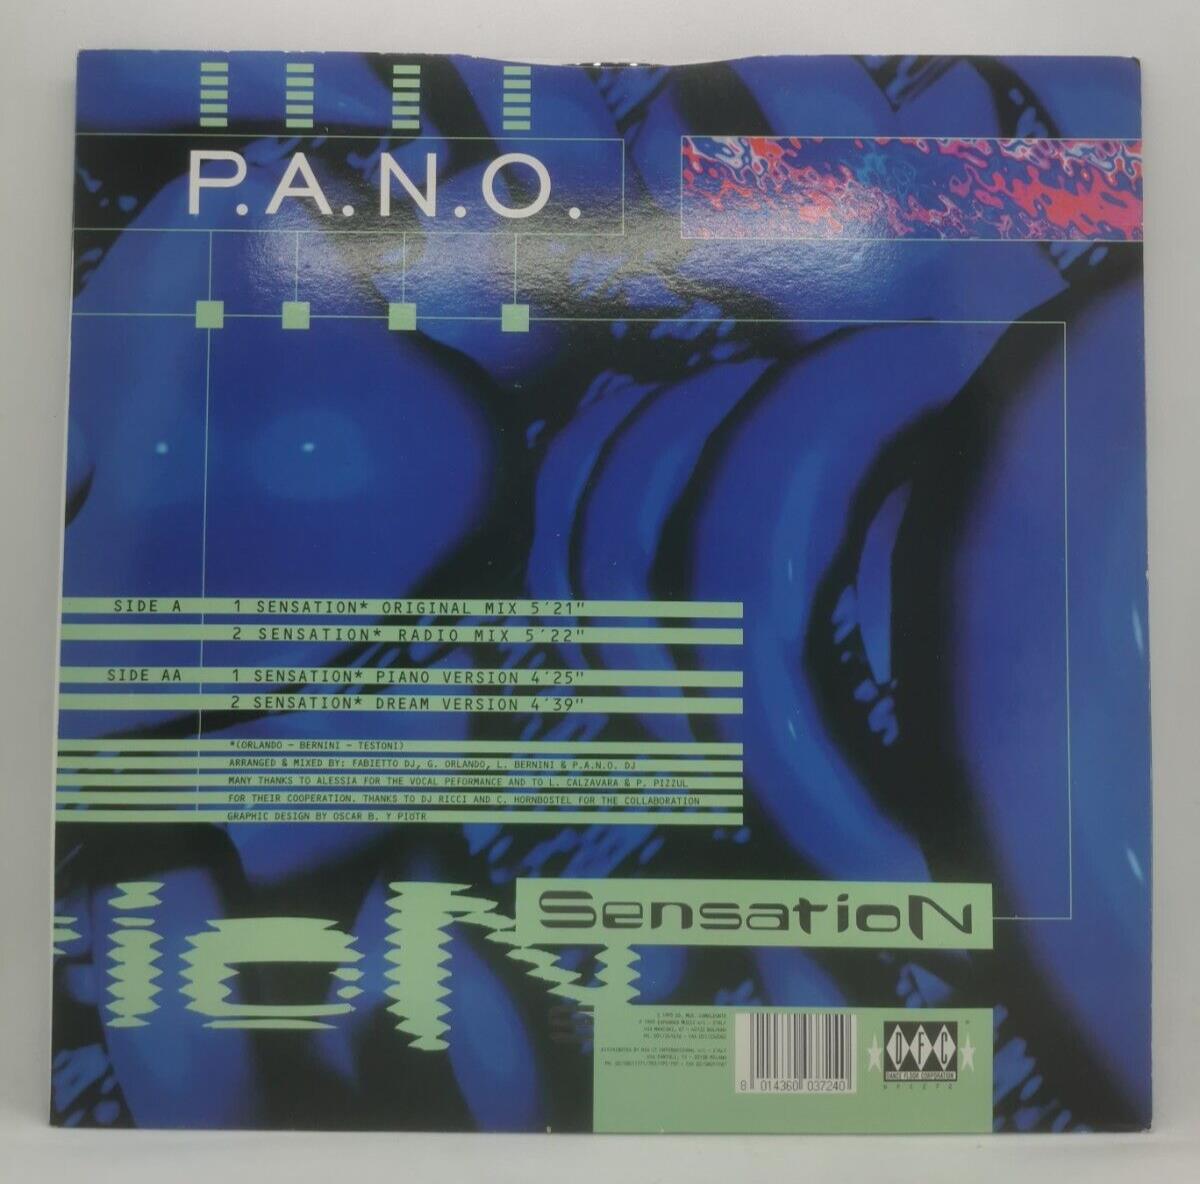 P.A.N.O.
SIDE A 1 SENSATION* ORIGINAL MIX 5'21"
2 SENSATION* RADIO MIX 5'22"
SIDE AA 1 SENSATION* PIANO VERSION 4'25"
2 SENSATION* DREAM VERSION 4'39"
*(ORLANDO - BERNINI - TESTONI)
ARRANGED & MIXED BY: FABIETTO DJ, G. ORLANDO, L. BERNINI & P.A.N.O. DJ
MANY THANKS TO ALESSIA FOR THE VOCAL PEFORMANCE AND TO L. CALZAVARA & P. PIZZUL
FOR THEIR COOPERATION. THANKS TO DJ RICCI AND C. HORNBOSTEL FOR THE COLLABORATION
GRAPHIC DESIGN BY OSCAR B. Y PIOTR
ioN
SensatioN
8 014360 037240
DFC
DANCE FLOOR CORPORATION